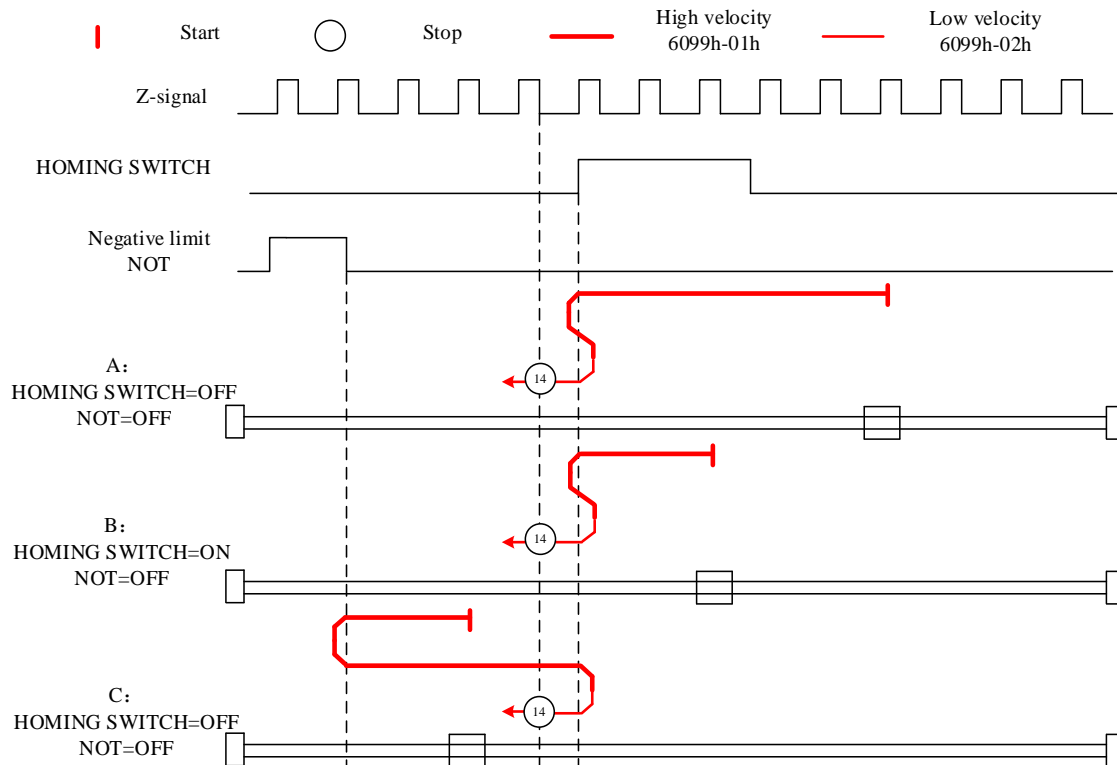 Start
Stop
High velocity
6099h-01h
Low velocity
6099h-02h
Z-signal
HOMING SWITCH
Negative limit
NOT
A：
HOMING SWITCH=OFF
NOT=OFF
14
B：
HOMING SWITCH=ON
NOT=OFF
14
C：
HOMING SWITCH=OFF
NOT=OFF
14